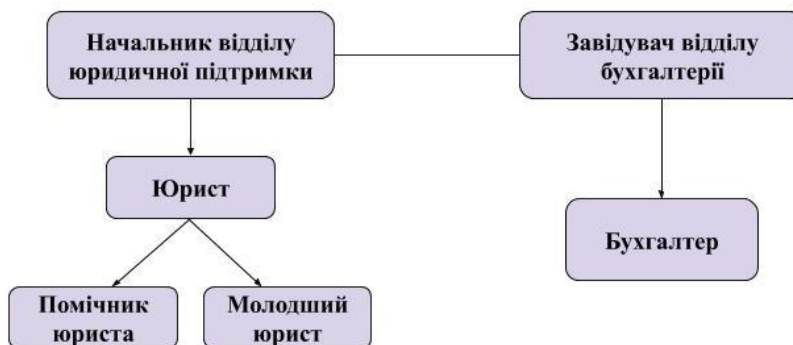 Начальник відділу
юридичної підтримки
Завідувач відділу
бухгалтерії
Юрист
Бухгалтер
Помічник
юриста
Молодший
юрист